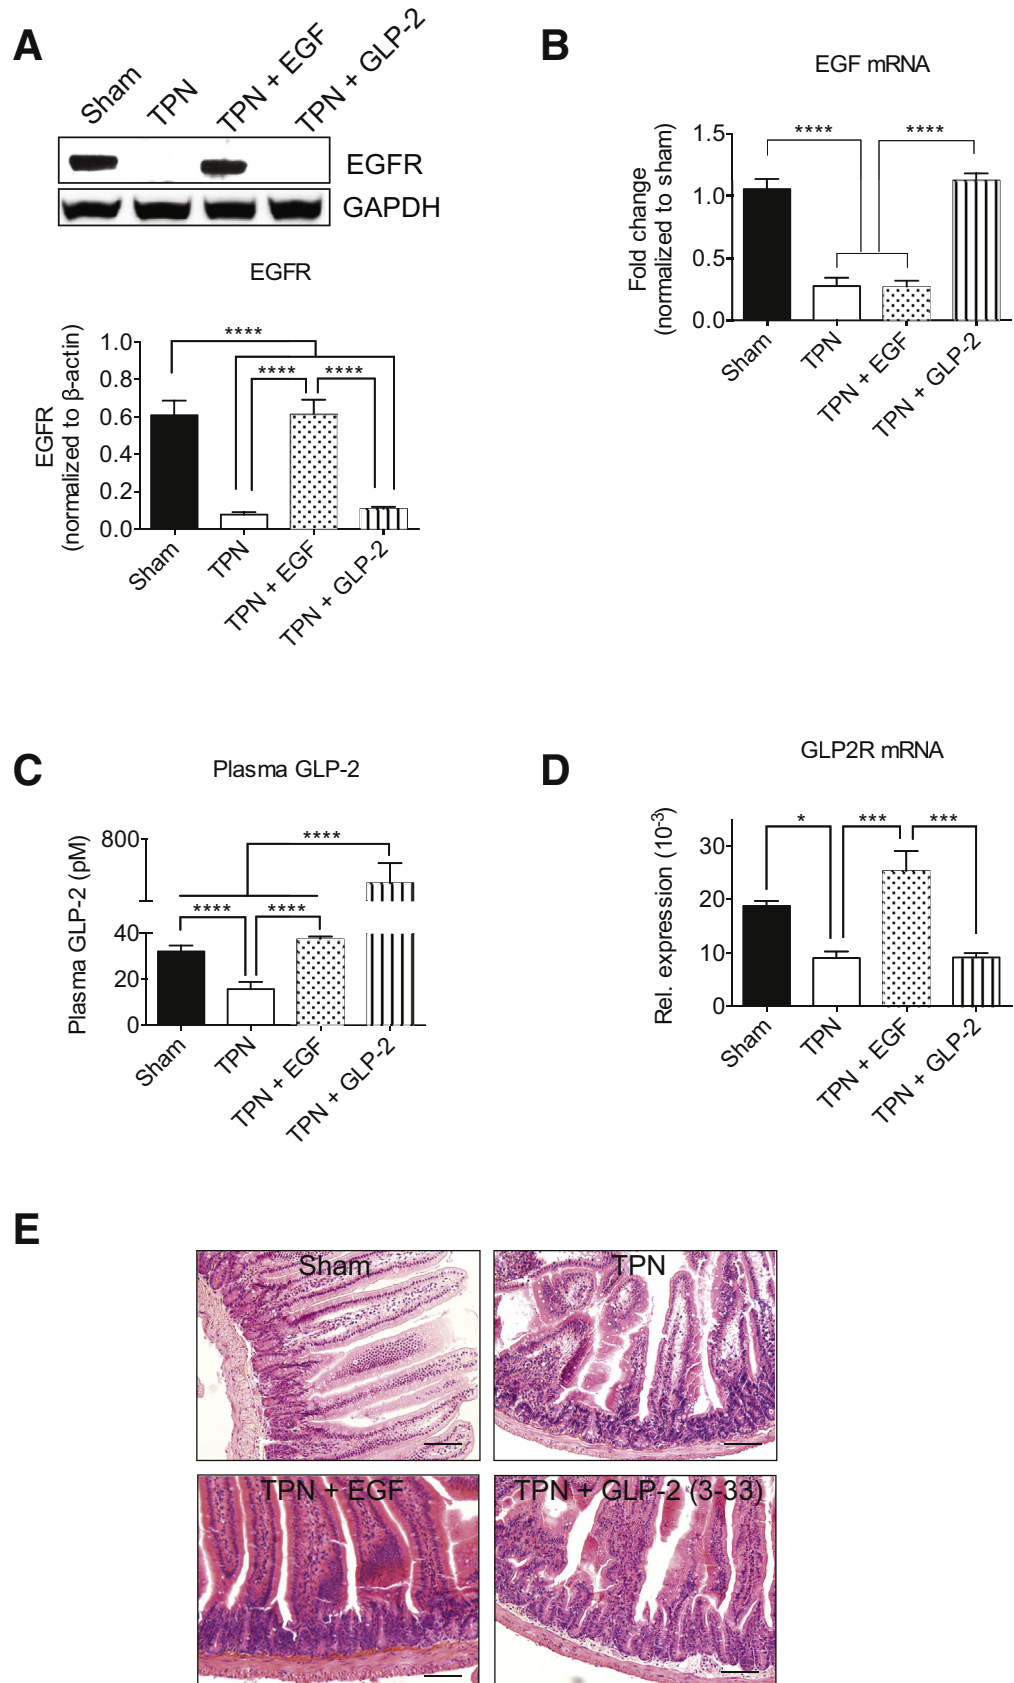 A
Sham
TPN
TPN + EGF
TPN + GLP-2
EGFR
GAPDH
EGFR
EGFR
(normalized to β-actin)
1.0
0.8
0.6
0.4
0.2
0.0
****
**** ****
Sham
TPN
TPN + EGF
TPN + GLP-2
B
EGF mRNA
Fold change
(normalized to sham)
1.5
1.0
0.5
0.0
**** ****
Sham
TPN
TPN + EGF
TPN + GLP-2
C
Plasma GLP-2
Plasma GLP-2 (pM)
800
40
20
0
****
**** ****
Sham
TPN
TPN + EGF
TPN + GLP-2
D
GLP2R mRNA
Rel. expression (10-3)
30
20
10
0
* *** ***
Sham
TPN
TPN + EGF
TPN + GLP-2
E
Sham
TPN
TPN + EGF
TPN + GLP-2 (3-33)